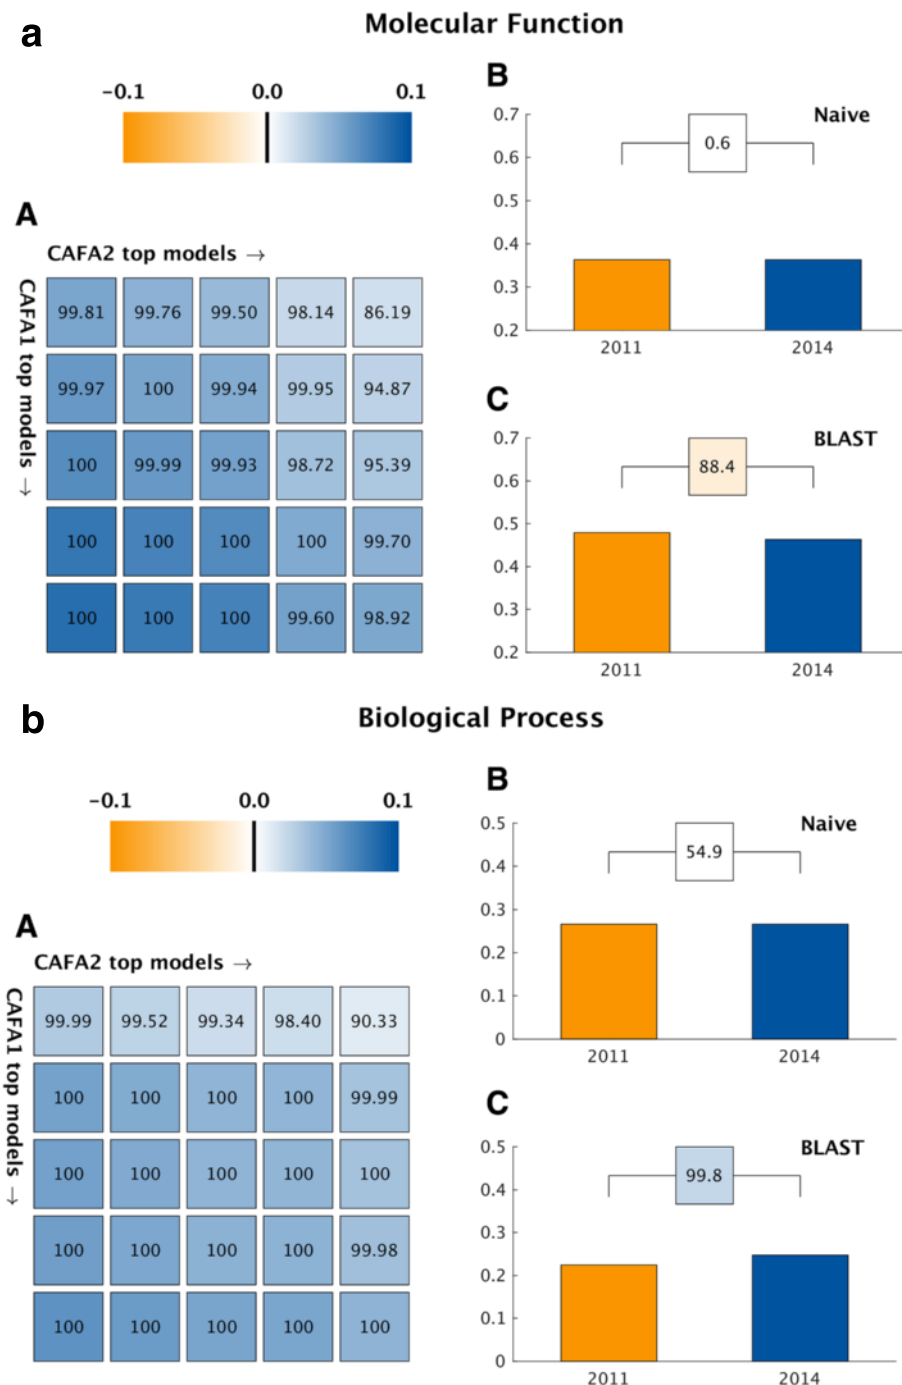 a
Molecular Function
-0.1 0.0 0.1
A
CAFA2 top models →
CAFA1 top models →
99.81 99.76 99.50 98.14 86.19
99.97 100 99.94 99.95 94.87
100 99.99 99.93 98.72 95.39
100 100 100 100 99.70
100 100 100 99.60 98.92
B
Naive
0.6
0.7
0.6
0.5
0.4
0.3
0.2
2011 2014
C
BLAST
88.4
0.7
0.6
0.5
0.4
0.3
0.2
2011 2014
b
Biological Process
-0.1 0.0 0.1
A
CAFA2 top models →
CAFA1 top models →
99.99 99.52 99.34 98.40 90.33
100 100 100 100 99.99
100 100 100 100 100
100 100 100 100 99.98
100 100 100 100 100
B
Naive
54.9
0.5
0.4
0.3
0.2
0.1
0
2011 2014
C
BLAST
99.8
0.5
0.4
0.3
0.2
0.1
0
2011 2014